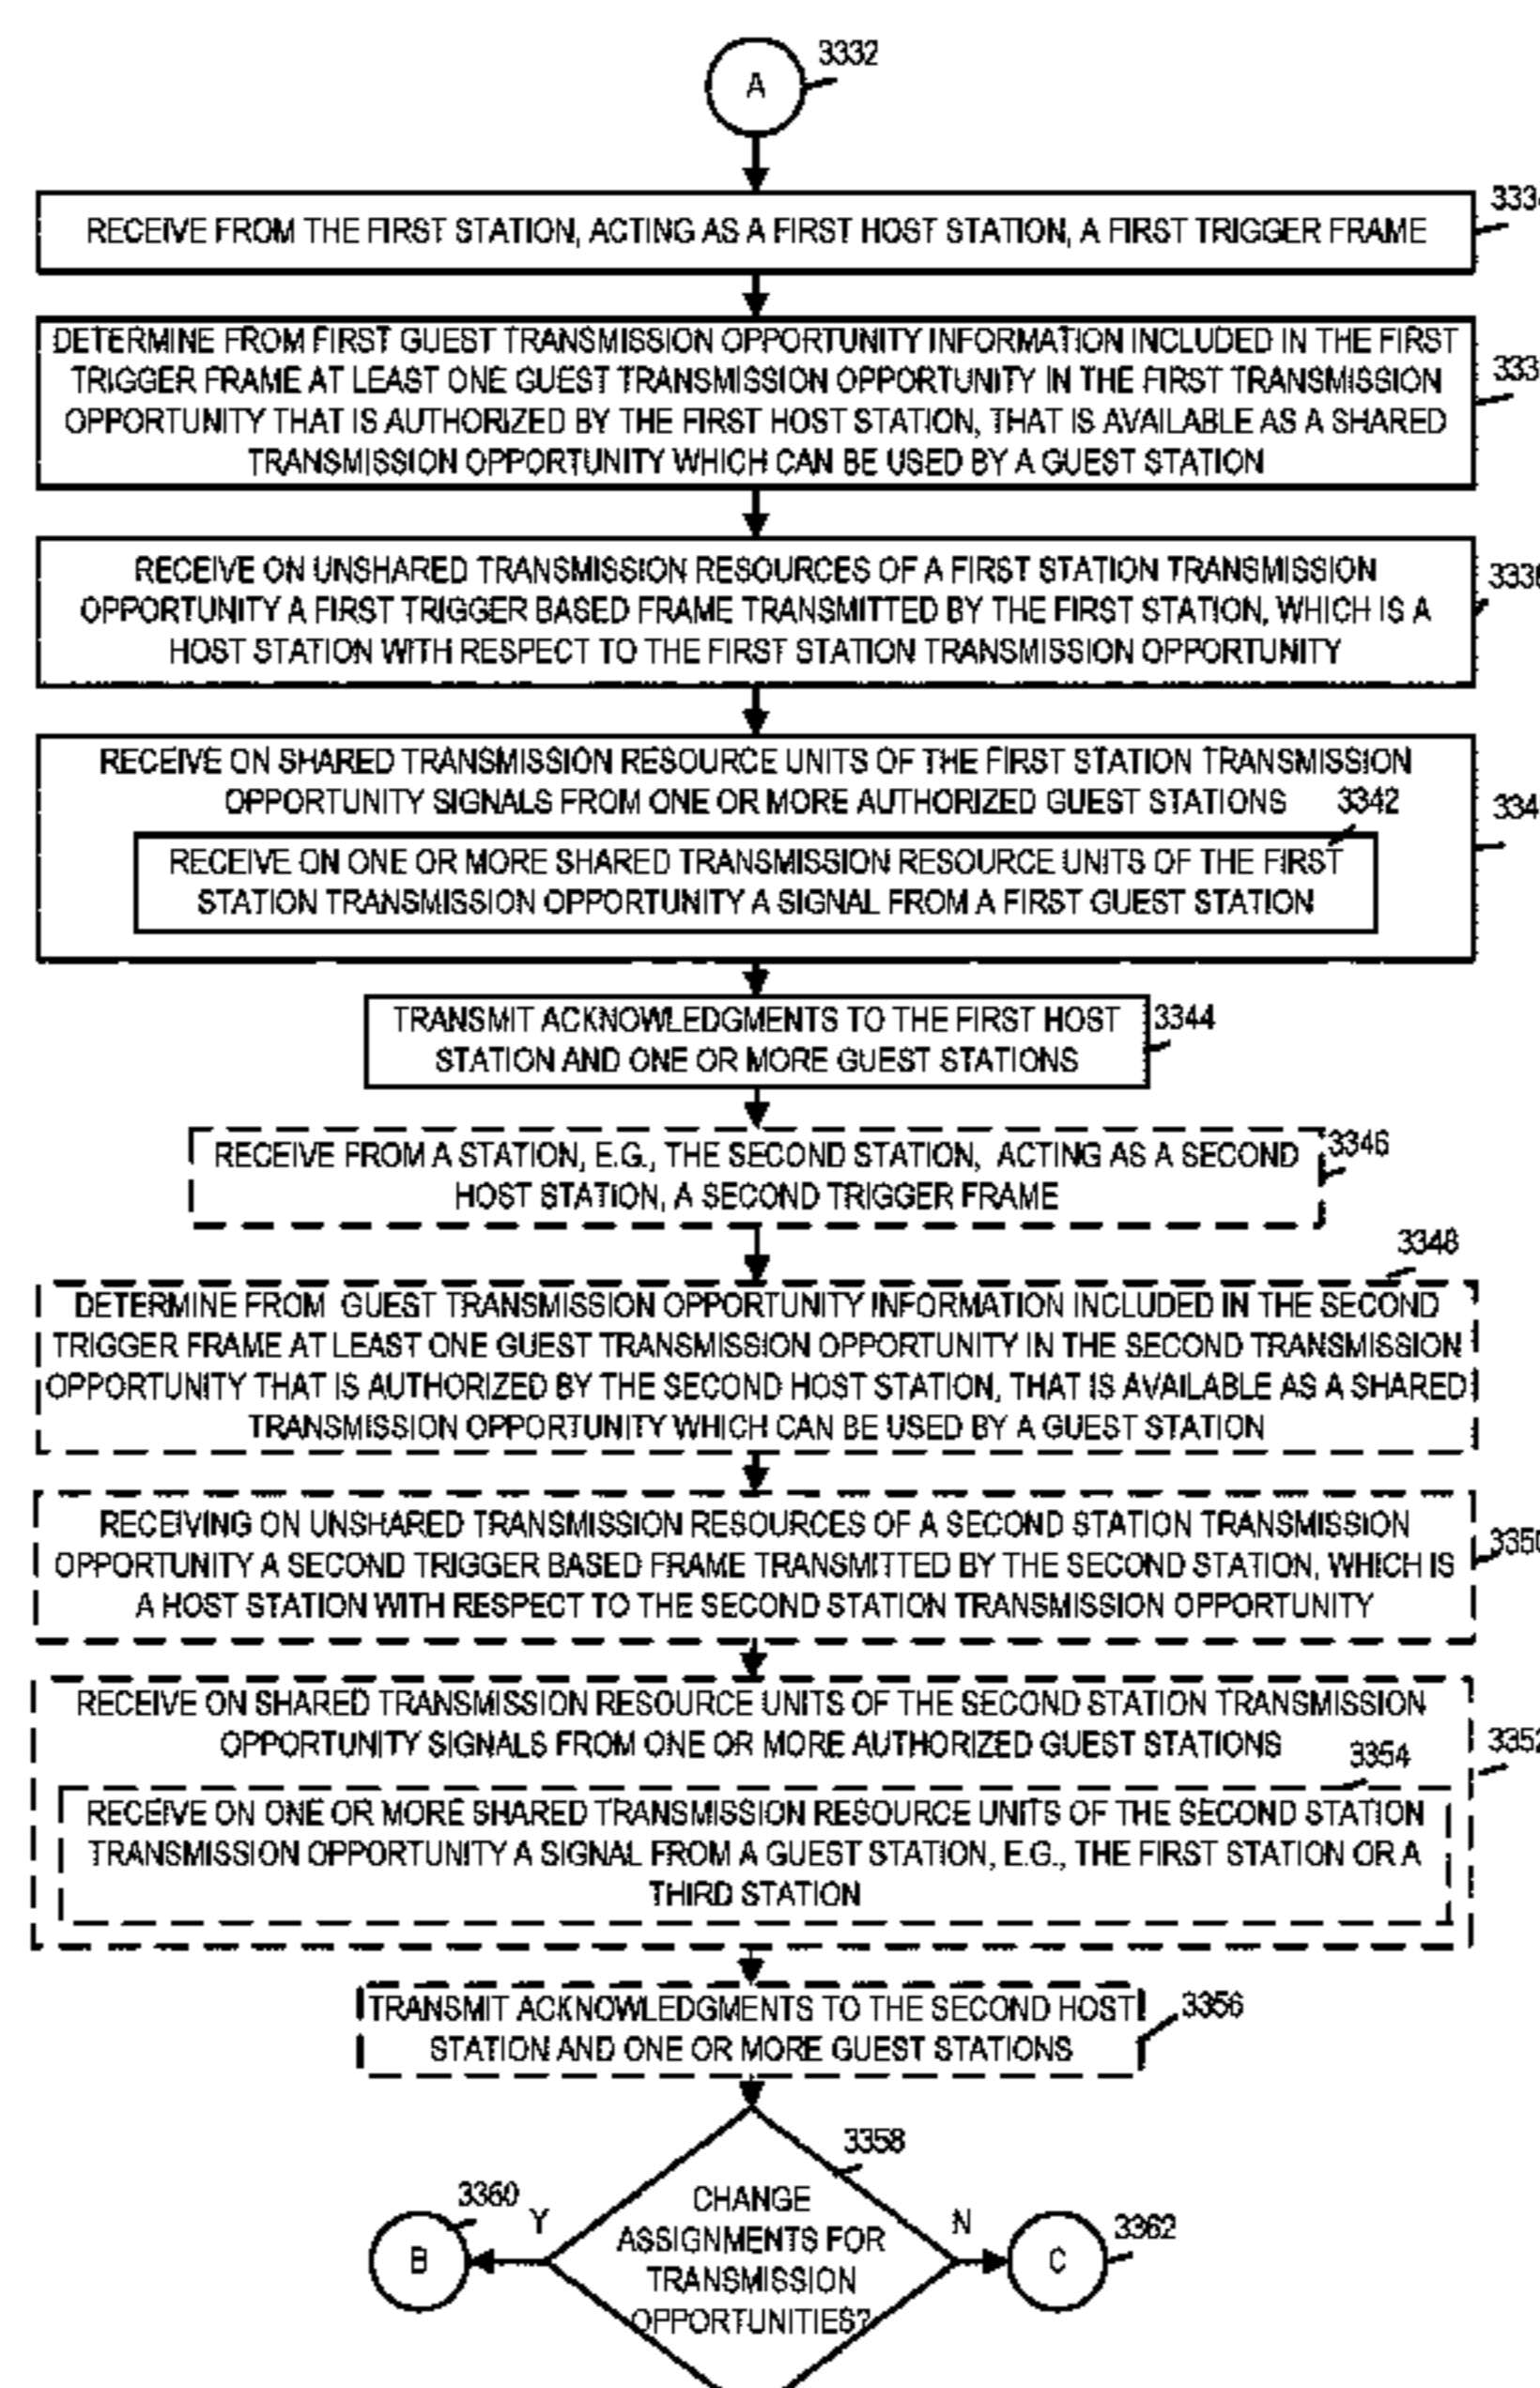 3332
A
RECEIVE FROM THE FIRST STATION, ACTING AS A FIRST HOST STATION, A FIRST TRIGGER FRAME
DETERMINE FROM FIRST GUEST TRANSMISSION OPPORTUNITY INFORMATION INCLUDED IN THE FIRST
TRIGGER FRAME AT LEAST ONE GUEST TRANSMISSION OPPORTUNITY IN THE FIRST TRANSMISSION
OPPORTUNITY THAT IS AUTHORIZED BY THE FIRST HOST STATION, THAT IS AVAILABLE AS A SHARED
TRANSMISSION OPPORTUNITY WHICH CAN BE USED BY A GUEST STATION
RECEIVE ON UNSHARED TRANSMISSION RESOURCES OF A FIRST STATION TRANSMISSION
OPPORTUNITY A FIRST TRIGGER BASED FRAME TRANSMITTED BY THE FIRST STATION, WHICH IS A
HOST STATION WITH RESPECT TO THE FIRST STATION TRANSMISSION OPPORTUNITY
RECEIVE ON SHARED TRANSMISSION RESOURCE UNITS OF THE FIRST STATION TRANSMISSION
OPPORTUNITY SIGNALS FROM ONE OR MORE AUTHORIZED GUEST STATIONS
3342
RECEIVE ON ONE OR MORE SHARED TRANSMISSION RESOURCE UNITS OF THE FIRST
STATION TRANSMISSION OPPORTUNITY A SIGNAL FROM A FIRST GUEST STATION
TRANSMIT ACKNOWLEDGMENTS TO THE FIRST HOST
STATION AND ONE OR MORE GUEST STATIONS
3344
RECEIVE FROM A STATION, E.G., THE SECOND STATION, ACTING AS A SECOND
HOST STATION, A SECOND TRIGGER FRAME
3346
3348
DETERMINE FROM GUEST TRANSMISSION OPPORTUNITY INFORMATION INCLUDED IN THE SECOND
TRIGGER FRAME AT LEAST ONE GUEST TRANSMISSION OPPORTUNITY IN THE SECOND TRANSMISSION
OPPORTUNITY THAT IS AUTHORIZED BY THE SECOND HOST STATION, THAT IS AVAILABLE AS A SHARED
TRANSMISSION OPPORTUNITY WHICH CAN BE USED BY A GUEST STATION
RECEIVING ON UNSHARED TRANSMISSION RESOURCES OF A SECOND STATION TRANSMISSION
OPPORTUNITY A SECOND TRIGGER BASED FRAME TRANSMITTED BY THE SECOND STATION, WHICH IS
A HOST STATION WITH RESPECT TO THE SECOND STATION TRANSMISSION OPPORTUNITY
3350
RECEIVE ON SHARED TRANSMISSION RESOURCE UNITS OF THE SECOND STATION TRANSMISSION
OPPORTUNITY SIGNALS FROM ONE OR MORE AUTHORIZED GUEST STATIONS
3352
3354
RECEIVE ON ONE OR MORE SHARED TRANSMISSION RESOURCE UNITS OF THE SECOND STATION
TRANSMISSION OPPORTUNITY A SIGNAL FROM A GUEST STATION, E.G., THE FIRST STATION OR A
THIRD STATION
TRANSMIT ACKNOWLEDGMENTS TO THE SECOND HOST
STATION AND ONE OR MORE GUEST STATIONS
3356
3358
CHANGE
ASSIGNMENTS FOR
TRANSMISSION
OPPORTUNITIES?
3360
Y
B
N
C
3362